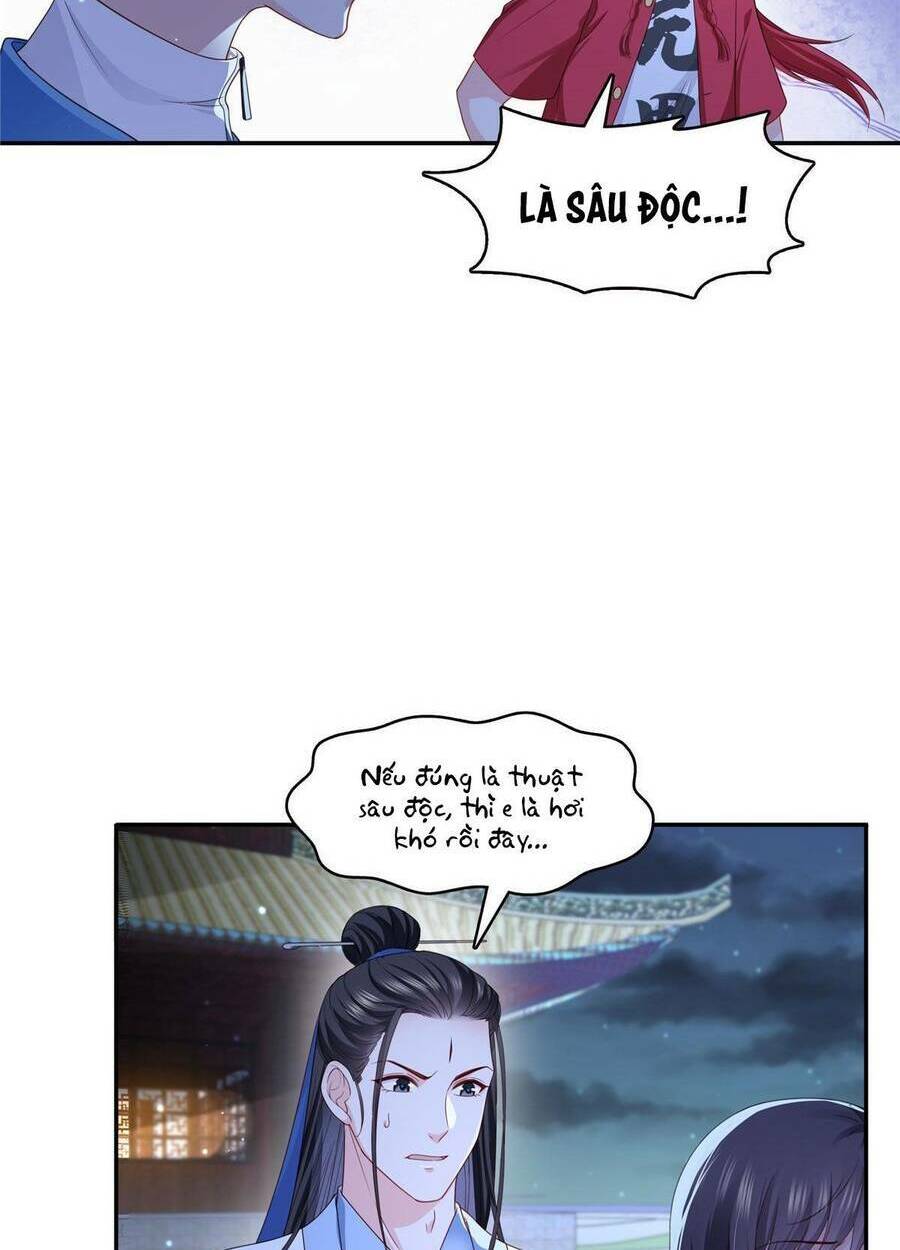 LÀ SÂU ĐỘC...!
Nếu đúng là thuật
sâu độc, thì e là hơi
khó rồi đây...